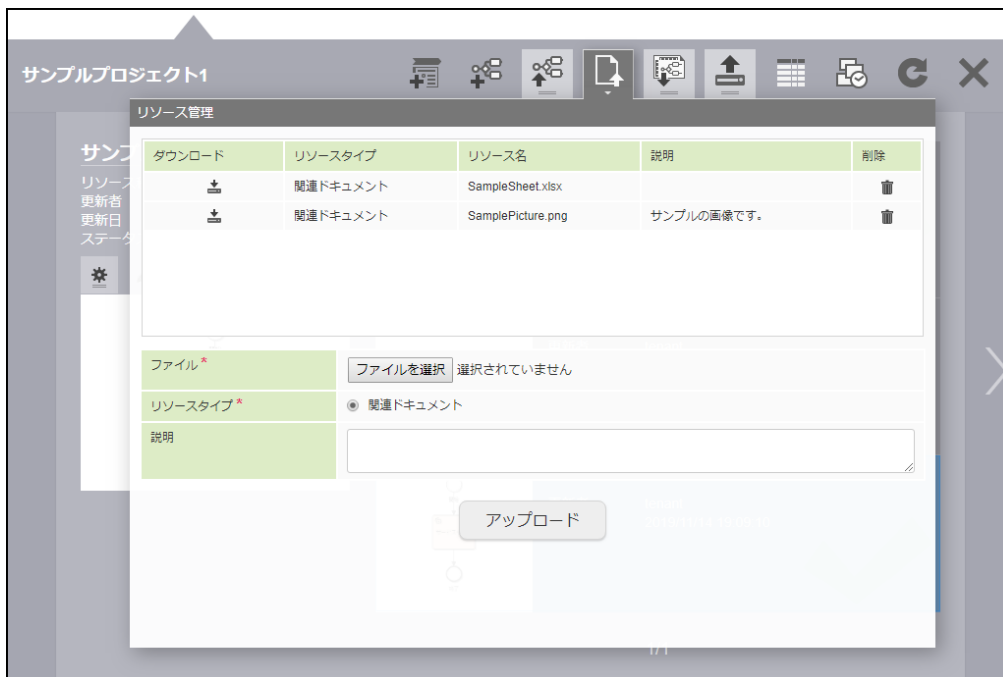 サンプルプロジェクト1
リソース管理
サンプ
リソース
更新者
更新日
ステータ
ダウンロード リソースタイプ リソース名 説明 削除
関連ドキュメント SampleSheet.xlsx
関連ドキュメント SamplePicture.png サンプルの画像です。
ファイル* ファイルを選択 選択されていません
リソースタイプ* 関連ドキュメント
説明
アップロード
1/1